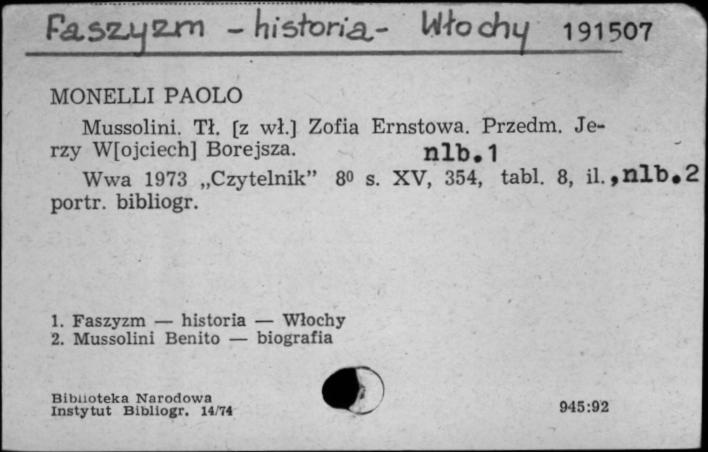 Faszyzm - historia - Włochy 191507
MONELLI PAOLO
Mussolini. Tł. [z wł.] Zofia Ernstowa. Przedm. Je-
rzy W[ojciech] Borejsza. nlb.1
Wwa 1973 „Czytelnik” 8⁰ s. XV, 354, tabl. 8, il.,nlb.2
portr. bibliogr.
1. Faszyzm — historia — Włochy
2. Mussolini Benito — biografia
Biblioteka Narodowa
Instytut Bibliogr. 14/74 945:92